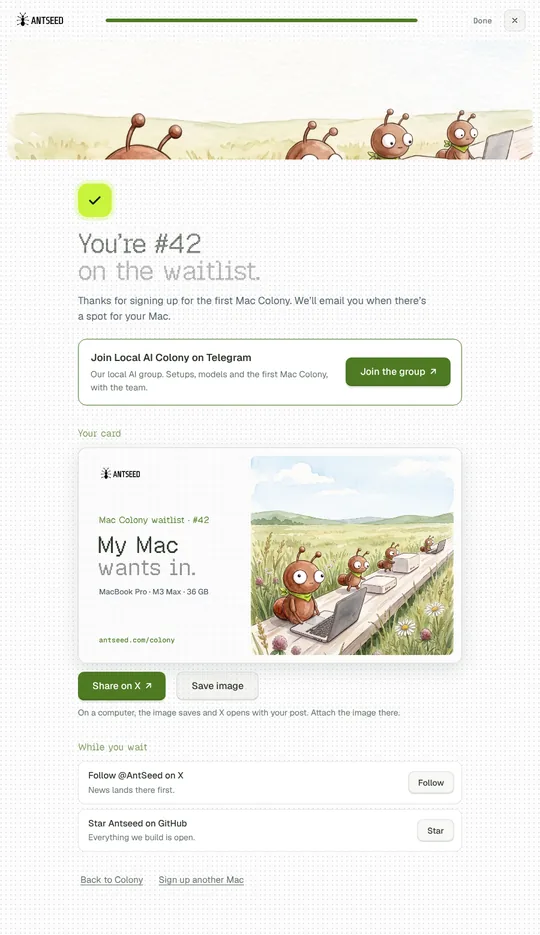 ANTSEED
Done
You're #42
on the waitlist.
Thanks for signing up for the first Mac Colony. We'll email you when there's
a spot for your Mac.
Join Local AI Colony on Telegram
Our local AI group. Setups, models and the first Mac Colony,
with the team.
Join the group ↗
Your card
ANTSEED
Mac Colony waitlist · #42
My Mac
wants in.
MacBook Pro · M3 Max · 36 GB
antseed.com/colony
Share on X ↗
Save image
On a computer, the image saves and X opens with your post. Attach the image there.
While you wait
Follow @AntSeed on X
News lands there first.
Follow
Star Antseed on GitHub
Everything we build is open.
Star
Back to Colony
Sign up another Mac